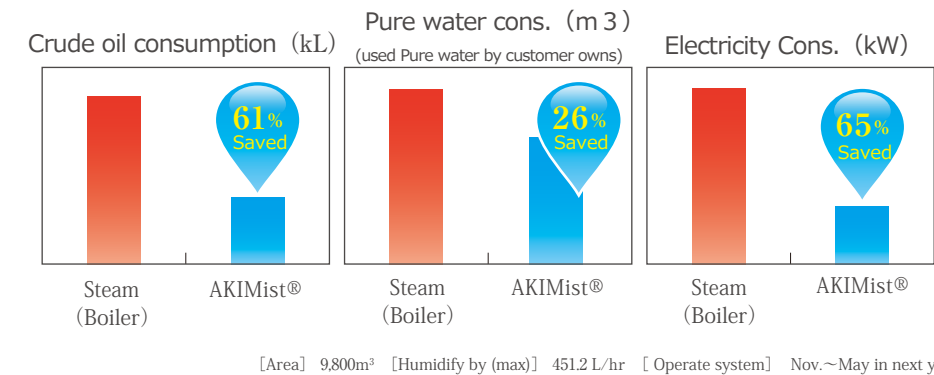 Crude oil consumption（kL）
61%
Saved
Steam
（Boiler）
AKIMist®
Pure water cons.（m３）
(used Pure water by customer owns)
26%
Saved
Steam
（Boiler）
AKIMist®
Electricity Cons.（kW）
65%
Saved
Steam
（Boiler）
AKIMist®
［Area］ 9,800m³ ［Humidify by (max)］ 451.2 L/hr ［ Operate system］ Nov.～May in next y